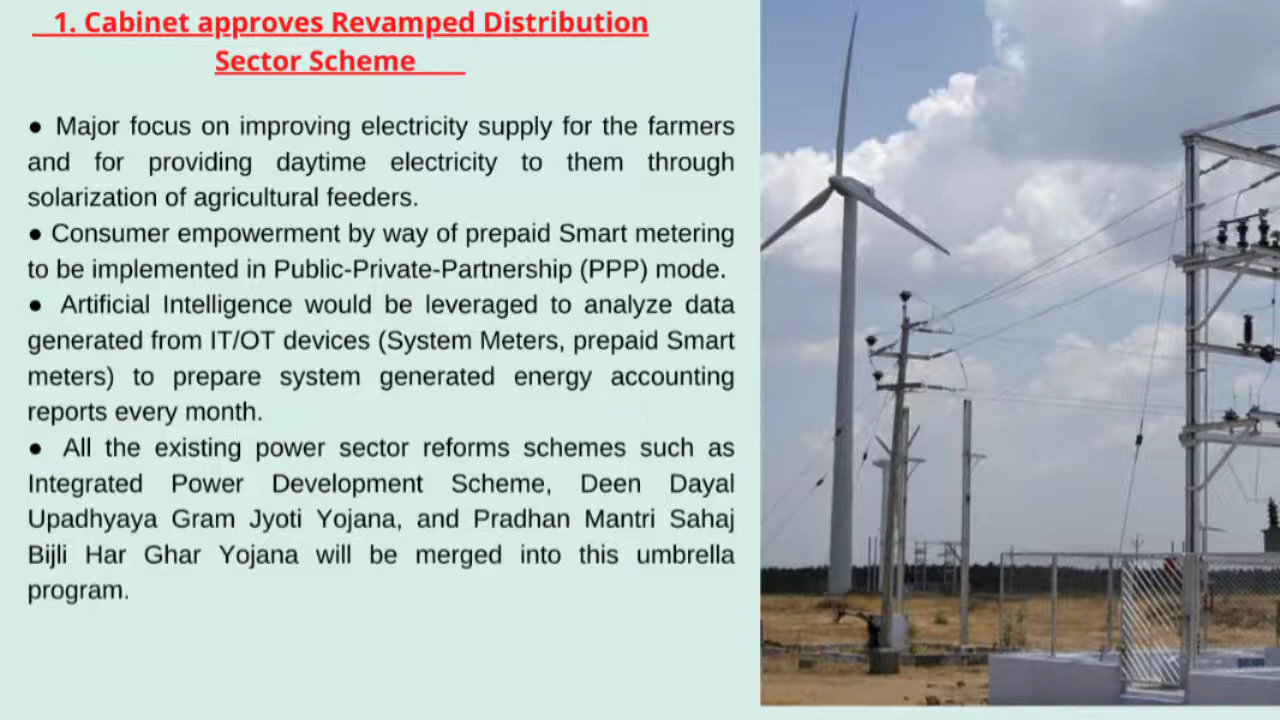 1. Cabinet approves Revamped Distribution
Sector Scheme
● Major focus on improving electricity supply for the farmers
and for providing daytime electricity to them through
solarization of agricultural feeders.
● Consumer empowerment by way of prepaid Smart metering
to be implemented in Public-Private-Partnership (PPP) mode.
● Artificial Intelligence would be leveraged to analyze data
generated from IT/OT devices (System Meters, prepaid Smart
meters) to prepare system generated energy accounting
reports every month.
● All the existing power sector reforms schemes such as
Integrated Power Development Scheme, Deen Dayal
Upadhyaya Gram Jyoti Yojana, and Pradhan Mantri Sahaj
Bijli Har Ghar Yojana will be merged into this umbrella
program.